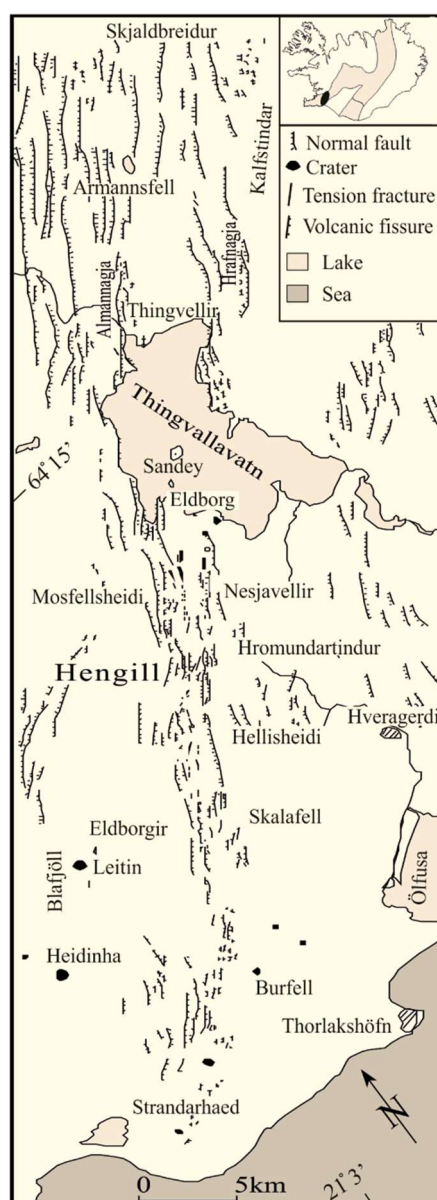 Skjaldbreidur
Normal fault
Crater
Tension fracture
Volcanic fissure
Lake
Sea
Kalfstindar
Armannsfell
Hrafnagja
Almannagja
Thingvellir
Thingvallavatn
64°15'
Sandey
Eldborg
Mosfellsheidi
Nesjavellir
Hromundartindur
Hengill
Hveragerdi
Hellisheidi
Skalafell
Eldborgir
Blafjöll
Leitin
Ölfusa
Heidinha
Burfell
Thorlakshöfn
N
Strandarhaed
0 5km
21°3'